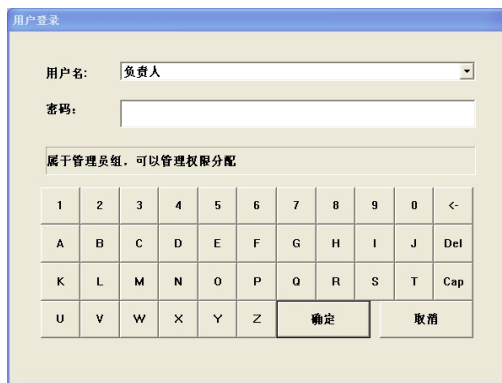 用户登录
用户名: 负责人
密码:
属于管理员组，可以管理权限分配
1 2 3 4 5 6 7 8 9 0 <-
A B C D E F G H I J Del
K L M N O P Q R S T Cap
U V W X Y Z 确定 取消